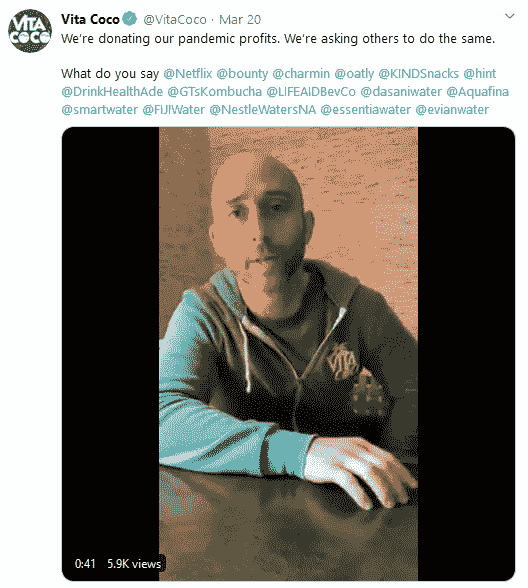 VITA
COCO
Vita Coco @VitaCoco · Mar 20
We're donating our pandemic profits. We're asking others to do the same.
What do you say @Netflix @bounty @charmin @oatly @KINDSnacks @hint
@DrinkHealthAde @GTsKombucha @LIFEAIDBevCo @dasaniwater @Aquafina
@smartwater @FIJIWater @NestleWatersNA @essentiawater @evianwater
VITA
0:41 5.9K views